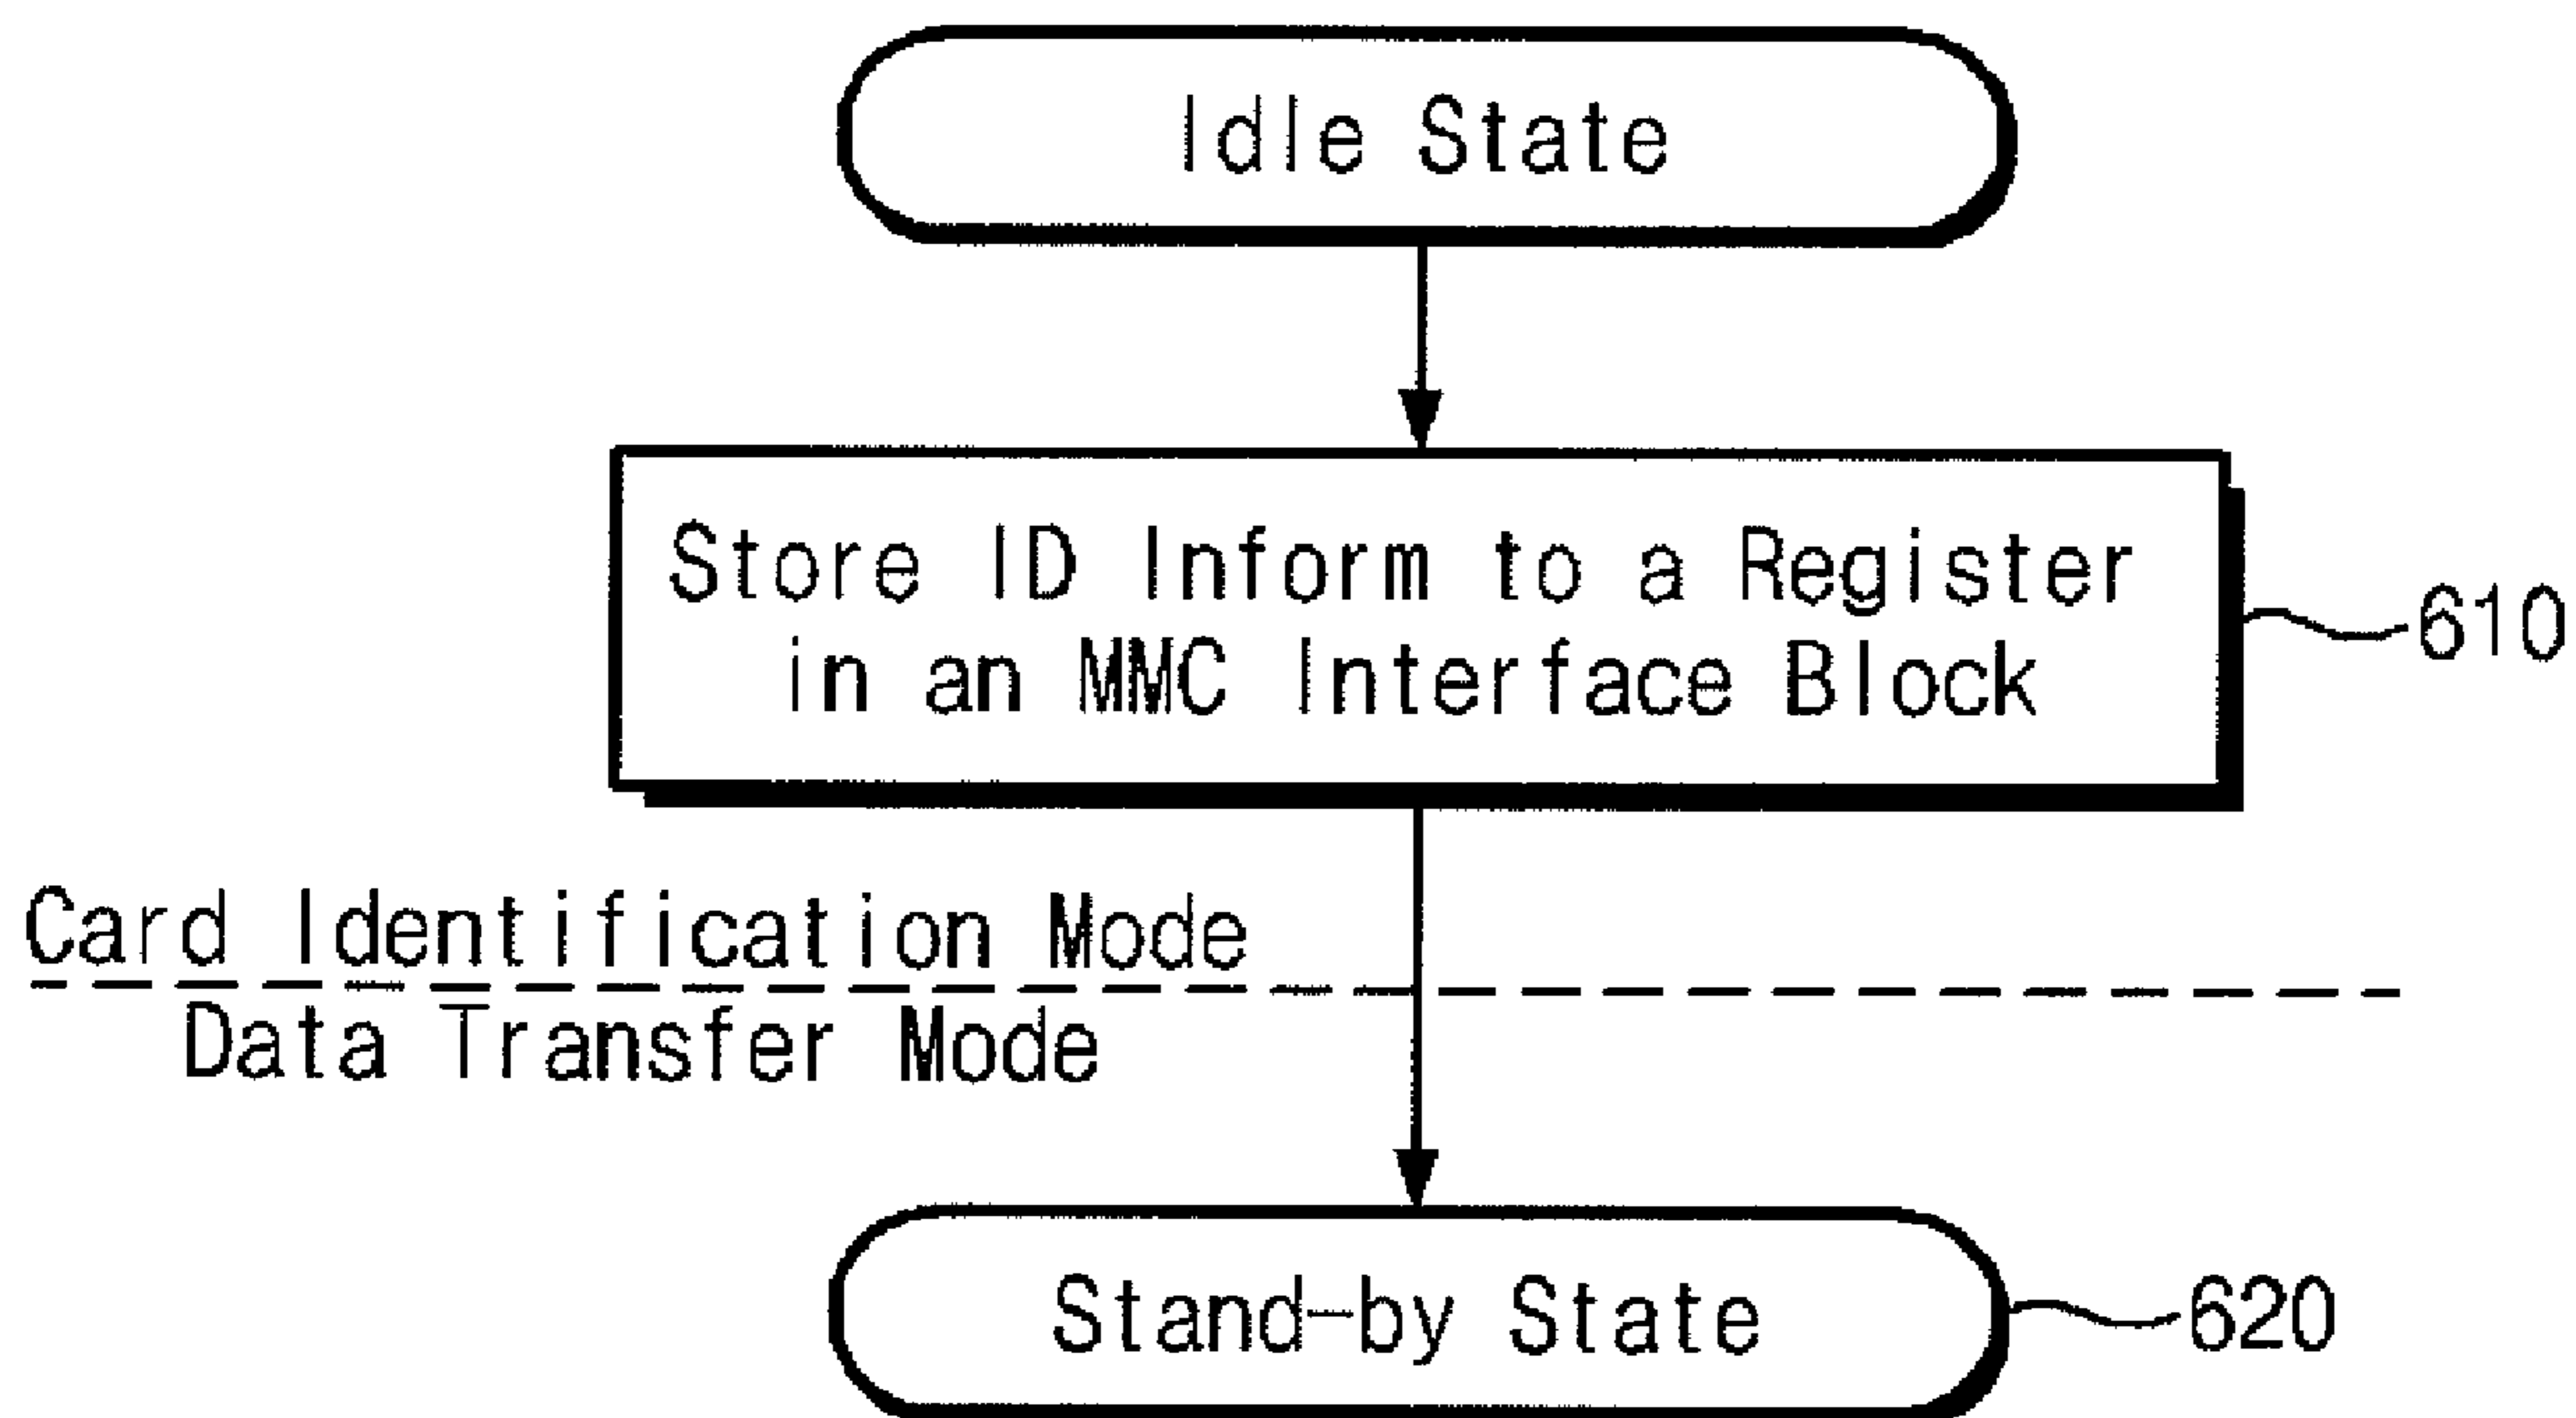 Idle State
Store ID Inform to a Register
in an MMC Interface Block
610
Card Identification Mode
Data Transfer Mode
Stand-by State
620